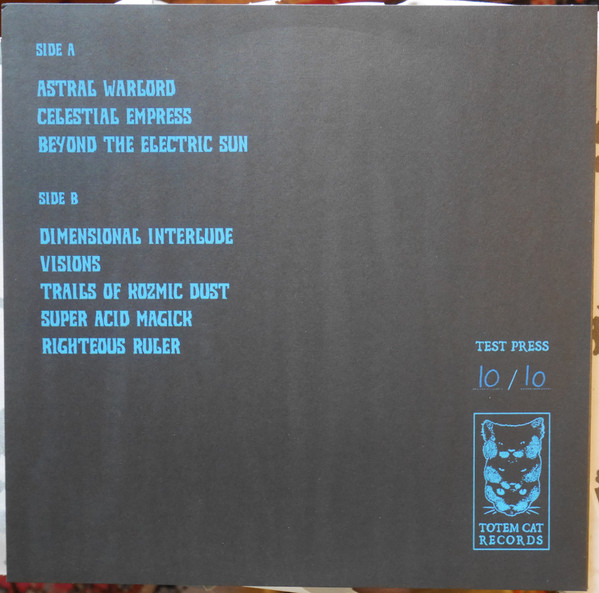 SIDE A
ASTRAL WARLORD
CELESTIAL EMPRESS
BEYOND THE ELECTRIC SUN
SIDE B
DIMENSIONAL INTERLUDE
VISIONS
TRAILS OF KOZMIC DUST
SUPER ACID MAGICK
RIGHTEOUS RULER
TEST PRESS
10 / 10
TOTEM CAT
RECORDS